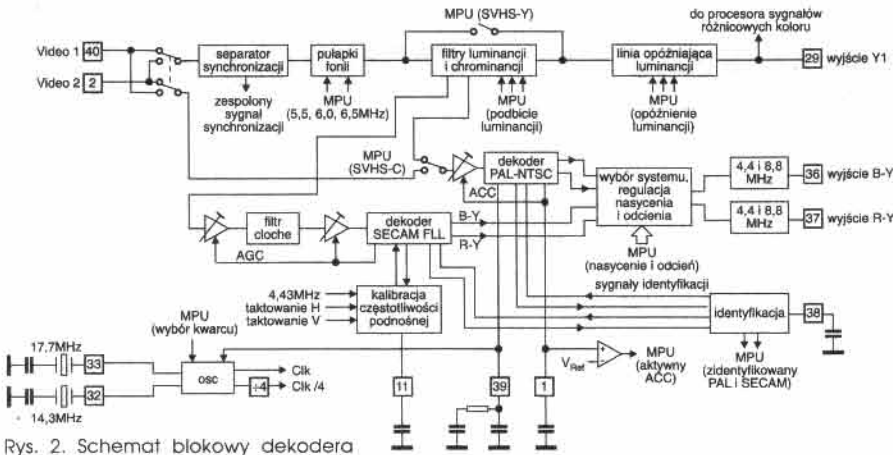 MPU (SVHS-Y)
do procesora sygnałów
różnicowych koloru
Video 1 40
Video 2 2
separator
synchronizacji
pułapki
fonii
filtry luminancji
i chrominancji
linia opóźniająca
luminancji
29 wyjście Y1
zespolony
sygnał
synchronizacji
MPU
(5,5, 6,0, 6,5MHz)
MPU
(podbicie
luminancji)
MPU
(opóźnienie
luminancji)
MPU
(SVHS-C)
ACC
dekoder
PAL-NTSC
wybór systemu,
regulacja
nasycenia
i odcienia
4,4 i 8,8
MHz
36 wyjście B-Y
4,4 i 8,8
MHz
37 wyjście R-Y
filtr
cloche
AGC
dekoder
SECAM FLL
B-Y
R-Y
MPU
(nasycenie i odcień)
sygnały identyfikacji
4,43MHz
taktowanie H
taktowanie V
kalibracja
częstotliwości
podnośnej
identyfikacja
38
MPU
(wybór kwarcu)
17,7MHz
33
osc
Clk
÷4
Clk /4
32
14,3MHz
11
39
1
VRef
+
-
MPU
(aktywny
ACC)
MPU
(zidentyfikowany
PAL i SECAM)
Rys. 2. Schemat blokowy dekodera